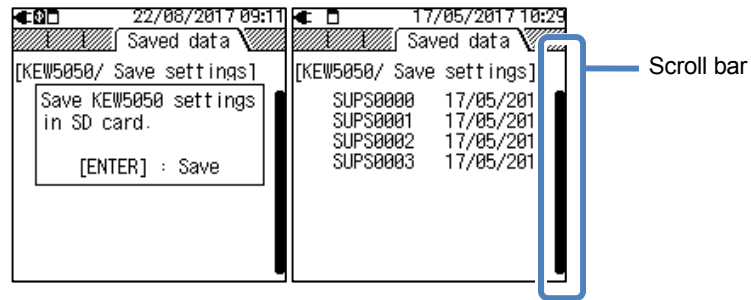 22/08/2017 09:11
Saved data
[KEW5050/ Save settings]
Save KEW5050 settings
in SD card.
[ENTER] : Save
17/05/2017 10:29
Saved data
[KEW5050/ Save settings]
SUPS0000 17/05/201
SUPS0001 17/05/201
SUPS0002 17/05/201
SUPS0003 17/05/201
Scroll bar